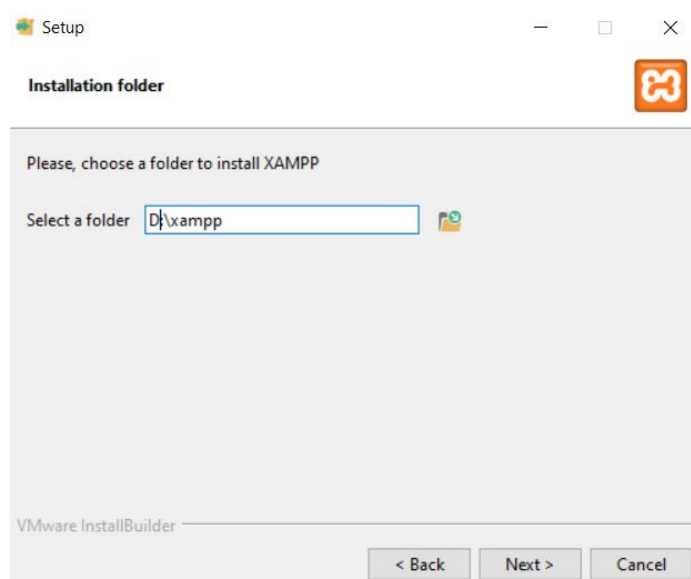 Setup
Installation folder
Please, choose a folder to install XAMPP
Select a folder D:\xampp
VMware InstallBuilder
< Back Next > Cancel